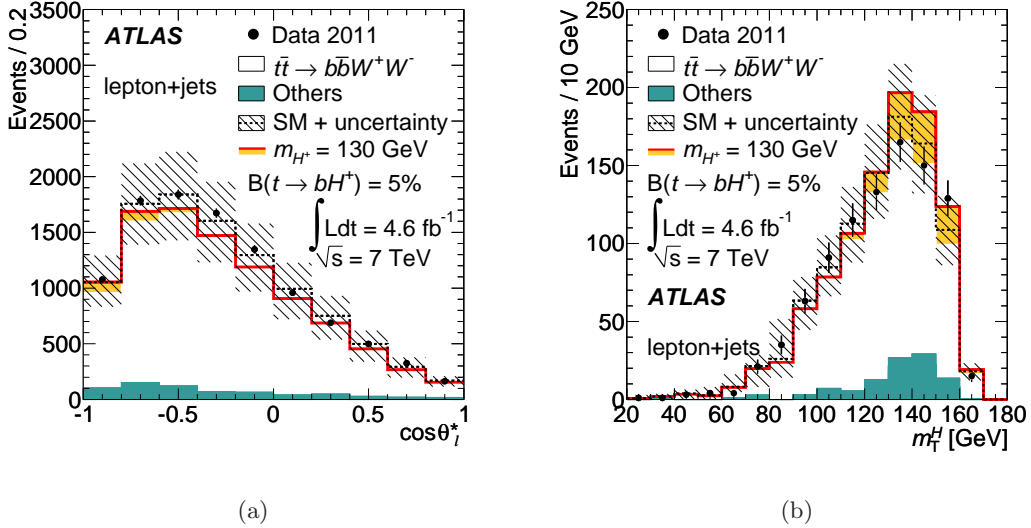 Events / 0.2
3500
3000
2500
2000
1500
1000
500
0
-1 -0.5 0 0.5 1
cosθ*l
ATLAS
lepton+jets
Data 2011
tt̄ → bb̄W⁺W⁻
Others
SM + uncertainty
mH⁺ = 130 GeV
B(t → bH⁺) = 5%
∫ Ldt = 4.6 fb⁻¹
√s = 7 TeV
(a)
Events / 10 GeV
250
200
150
100
50
0
20 40 60 80 100 120 140 160 180
mTH [GeV]
Data 2011
tt̄ → bb̄W⁺W⁻
Others
SM + uncertainty
mH⁺ = 130 GeV
B(t → bH⁺) = 5%
∫ Ldt = 4.6 fb⁻¹
√s = 7 TeV
ATLAS
lepton+jets
(b)